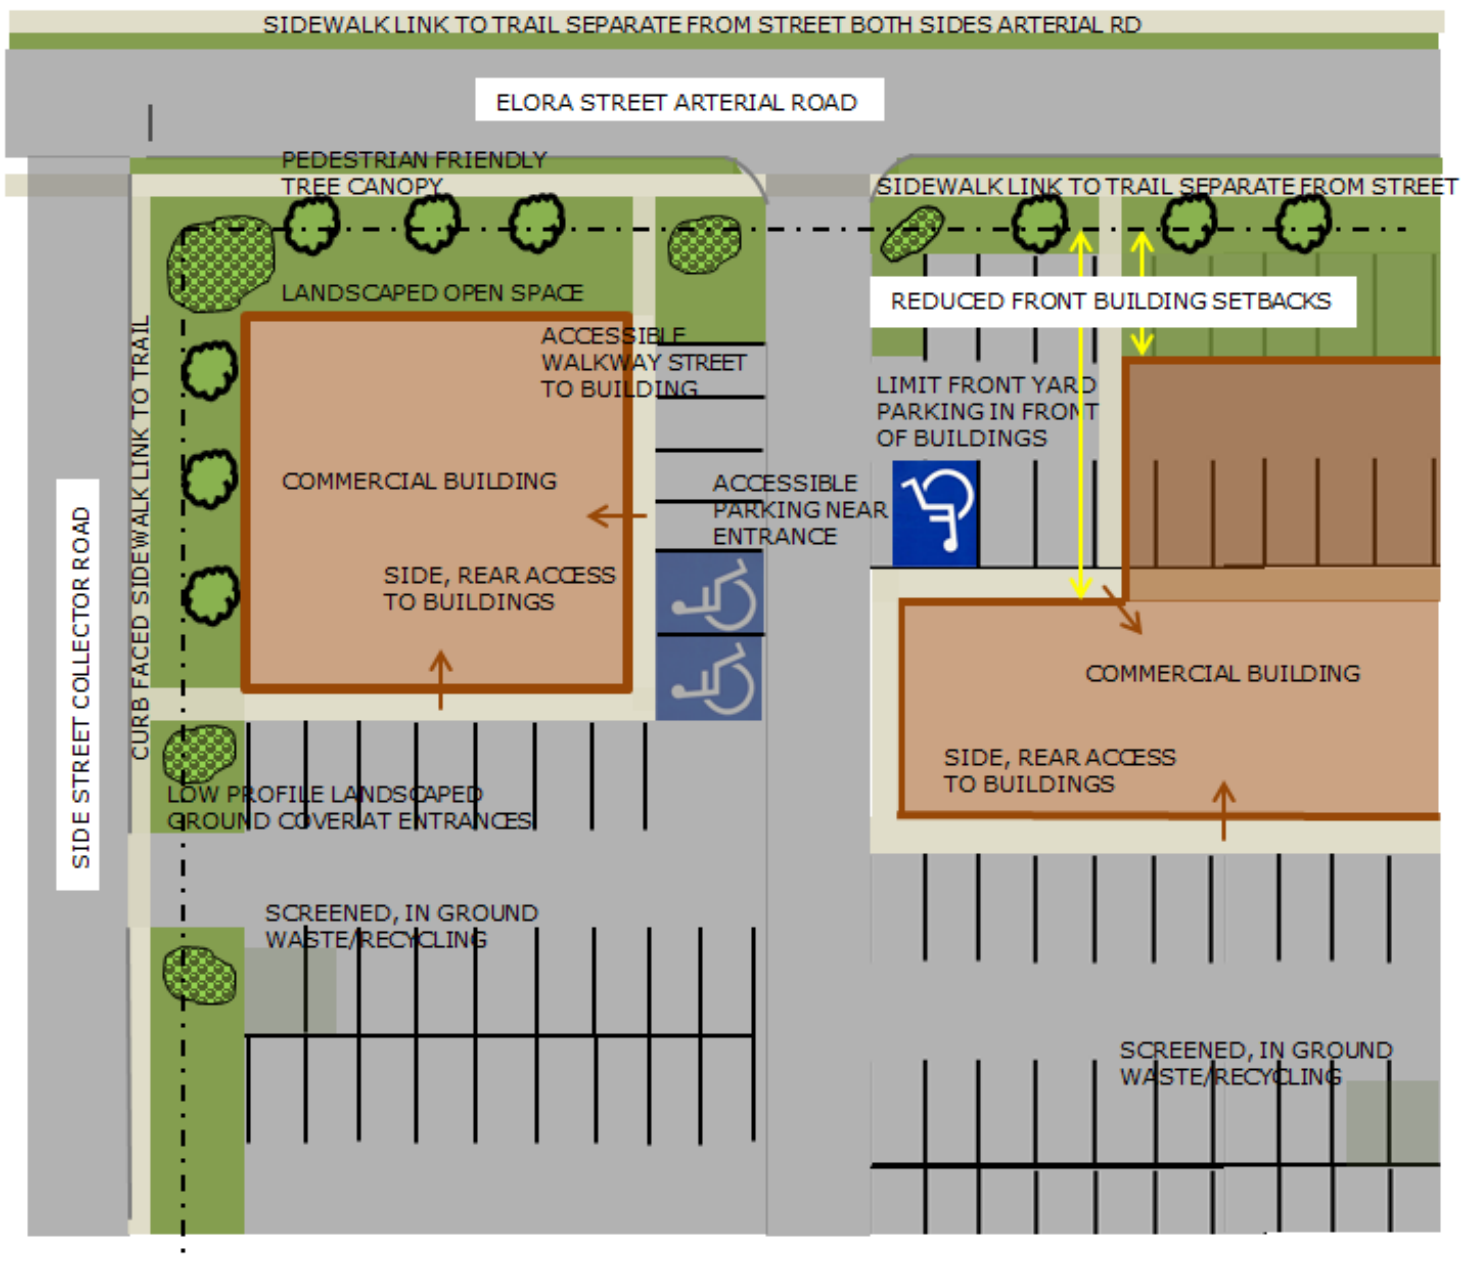 SIDEWALK LINK TO TRAIL SEPARATE FROM STREET BOTH SIDES ARTERIAL RD
ELORA STREET ARTERIAL ROAD
PEDESTRIAN FRIENDLY
TREE CANOPY
SIDEWALK LINK TO TRAIL SEPARATE FROM STREET
LANDSCAPED OPEN SPACE
REDUCED FRONT BUILDING SETBACKS
ACCESSIBLE
WALKWAY STREET
TO BUILDING
LIMIT FRONT YARD
PARKING IN FRONT
OF BUILDINGS
COMMERCIAL BUILDING
ACCESSIBLE
PARKING NEAR
ENTRANCE
SIDE, REAR ACCESS
TO BUILDINGS
CURB FACED SIDEWALK LINK TO TRAIL
SIDE STREET COLLECTOR ROAD
COMMERCIAL BUILDING
SIDE, REAR ACCESS
TO BUILDINGS
LOW PROFILE LANDSCAPED
GROUND COVER AT ENTRANCES
SCREENED, IN GROUND
WASTE/RECYCLING
SCREENED, IN GROUND
WASTE/RECYCLING